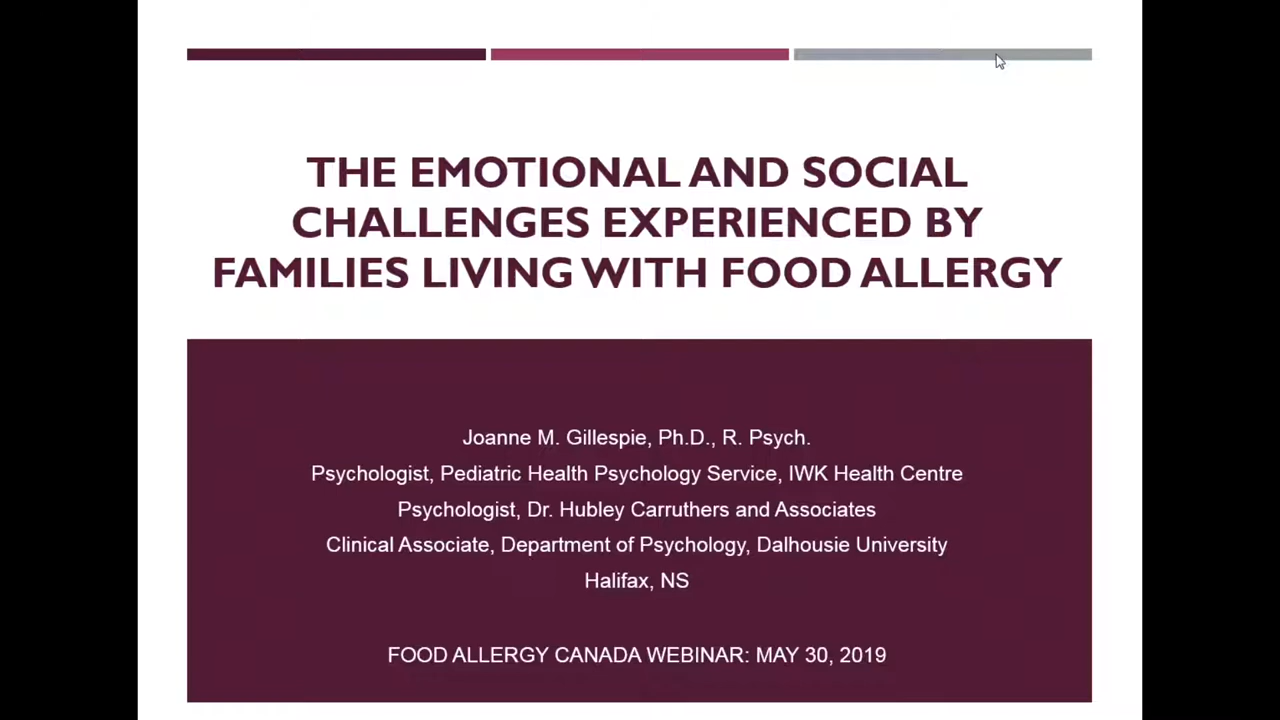 THE EMOTIONAL AND SOCIAL
CHALLENGES EXPERIENCED BY
FAMILIES LIVING WITH FOOD ALLERGY
Joanne M. Gillespie, Ph.D., R. Psych.
Psychologist, Pediatric Health Psychology Service, IWK Health Centre
Psychologist, Dr. Hubley Carruthers and Associates
Clinical Associate, Department of Psychology, Dalhousie University
Halifax, NS
FOOD ALLERGY CANADA WEBINAR: MAY 30, 2019